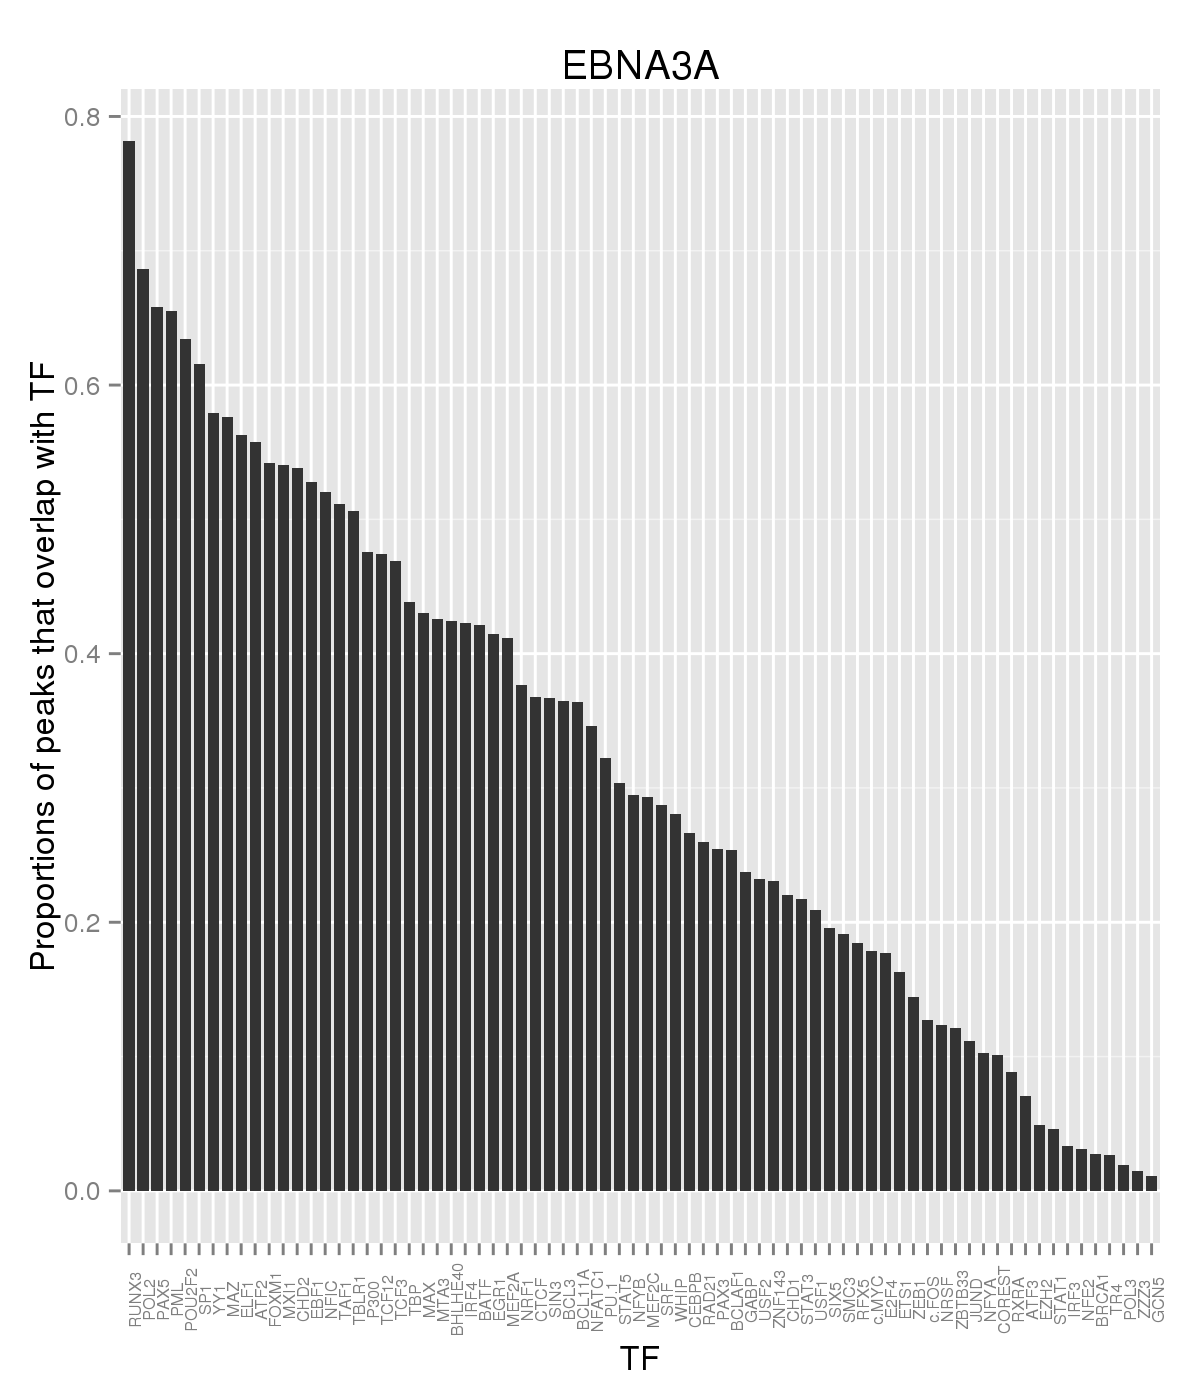 EBNA3A
Proportions of peaks that overlap with TF
0.8
0.6
0.4
0.2
0.0
RUNX3
POL2
PAX5
PML
POU2F2
SP1
YY1
MAZ
ELF1
ATF2
FOXM1
MXI1
CHD2
EBF1
NFIC
TAF1
TBLR1
P300
TCF12
TCF3
TBP
MAX
MTA3
BHLHE40
IRF4
BATF
EGR1
MEF2A
NRF1
CTCF
SIN3
BCL3
BCL11A
NFATC1
PU.1
STAT5
NFYB
MEF2C
SRF
WHIP
CEBPB
RAD21
PAX3
BCLAF1
GABP
USF2
ZNF143
CHD1
STAT3
USF1
SIX5
SMC3
RFX5
c.MYC
E2F4
ETS1
ZEB1
c.FOS
NRSF
ZBTB33
JUND
NFYA
COREST
RXRA
ATF3
EZH2
STAT1
IRF3
NFE2
BRCA1
TR4
POL3
ZZZ3
GCN5
TF